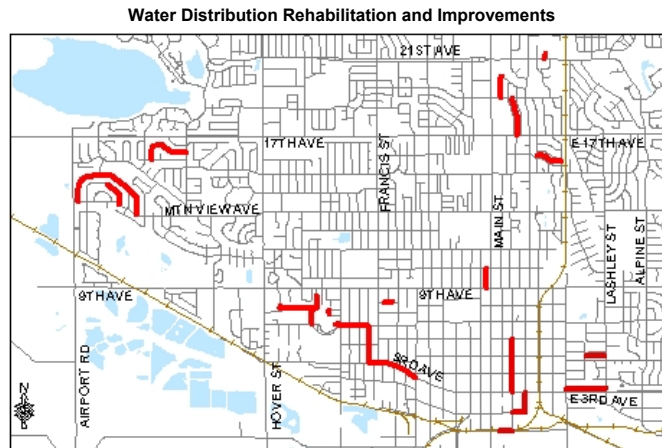 Water Distribution Rehabilitation and Improvements
21ST AVE
17TH AVE
E 17TH AVE
FRANCIS ST
MTN VIEW AVE
MAIN ST
LASHLEY ST
ALPINE ST
9TH AVE
9TH AVE
AIRPORT RD
HOVER ST
3RD AVE
E 3RD AVE
N